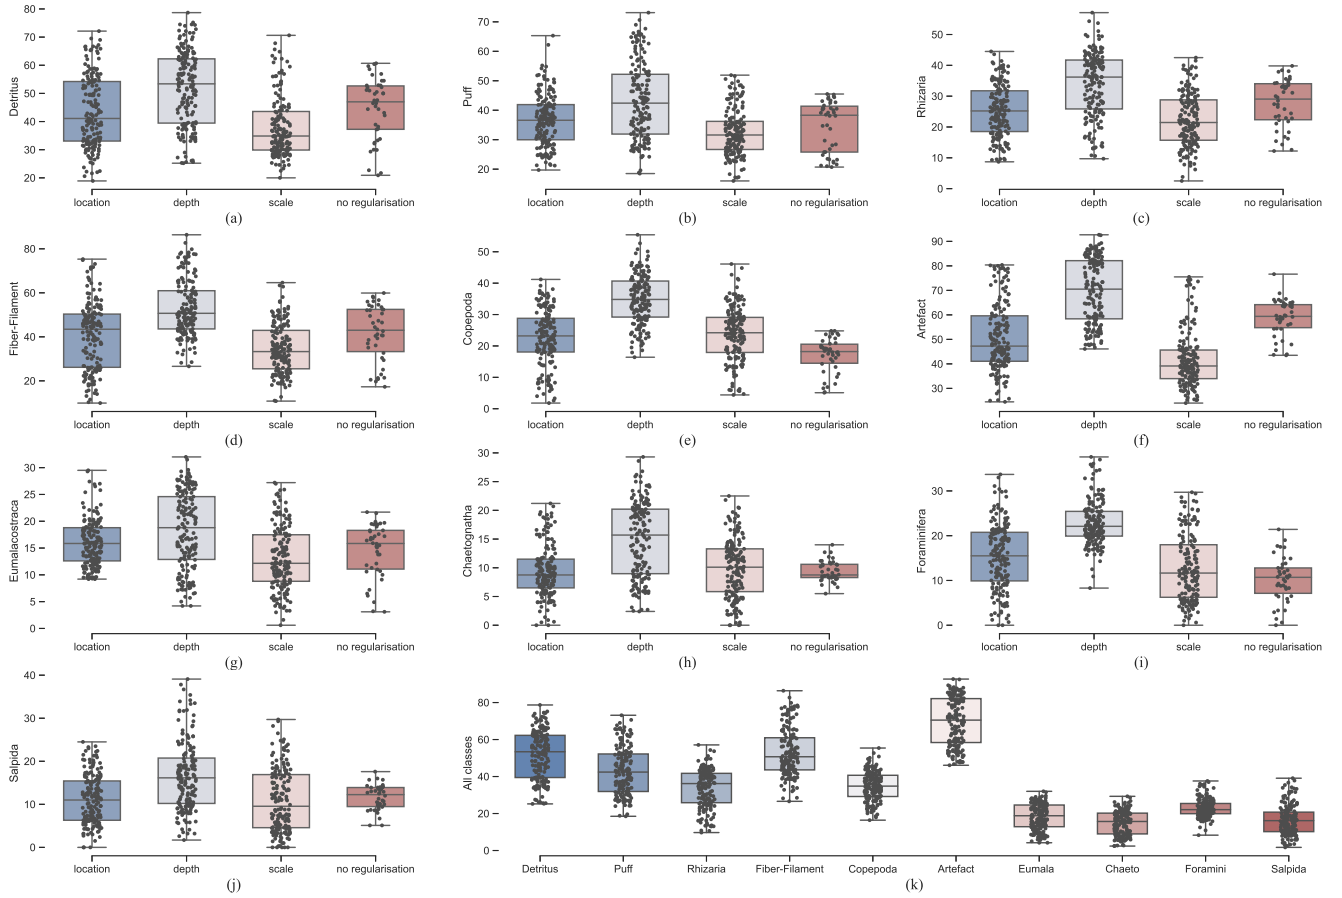 80
70
60
50
40
30
20
Detritus
location
depth
scale
no regularisation
(a)
70
60
50
40
30
20
Puff
location
depth
scale
no regularisation
(b)
50
40
30
20
10
0
Rhizaria
location
depth
scale
no regularisation
(c)
80
60
40
20
Fiber-Filament
location
depth
scale
no regularisation
(d)
50
40
30
20
10
0
Copepoda
location
depth
scale
no regularisation
(e)
90
80
70
60
50
40
30
Artefact
location
depth
scale
no regularisation
(f)
30
25
20
15
10
5
0
Eumalacostraca
location
depth
scale
no regularisation
(g)
30
25
20
15
10
5
0
Chaetognatha
location
depth
scale
no regularisation
(h)
30
20
10
0
Foraminifera
location
depth
scale
no regularisation
(i)
40
30
20
10
0
Salpida
location
depth
scale
no regularisation
(j)
80
60
40
20
0
All classes
Detritus
Puff
Rhizaria
Fiber-Filament
Copepoda
Artefact
Eumala
Chaeto
Foramini
Salpida
(k)